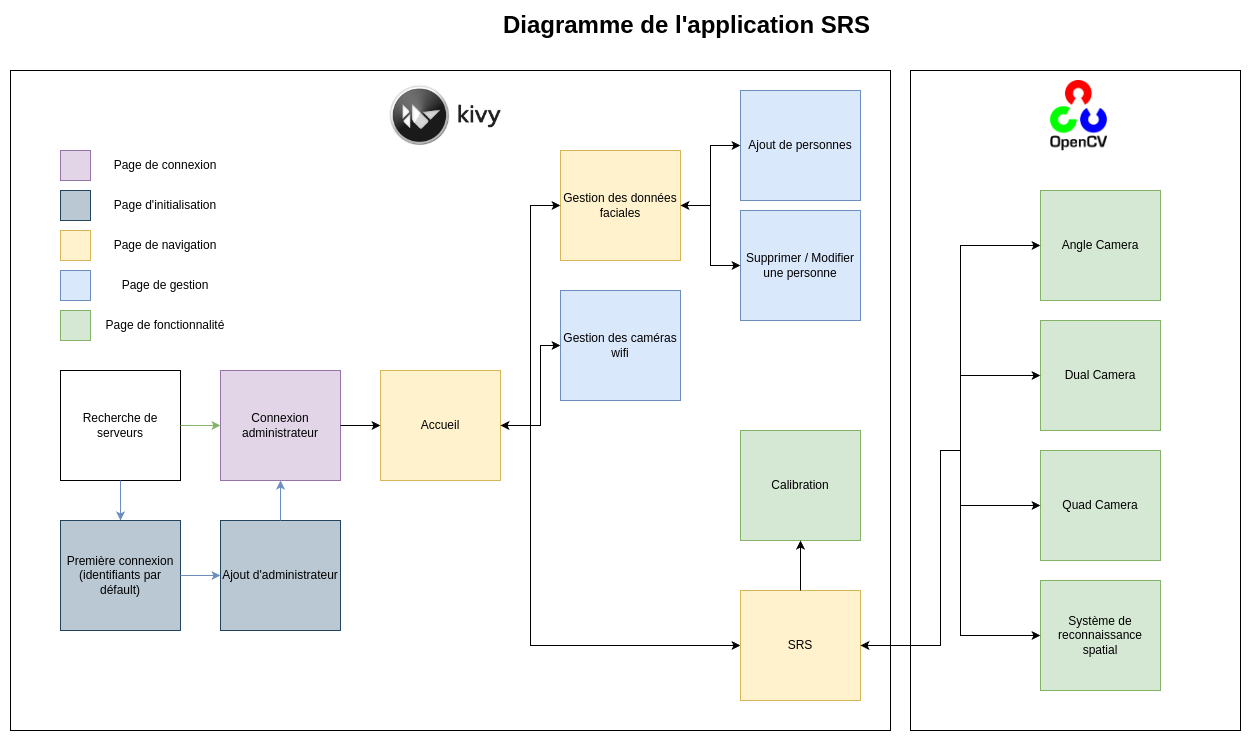 Diagramme de l'application SRS
kivy
OpenCV
Page de connexion
Page d'initialisation
Page de navigation
Page de gestion
Page de fonctionnalité
Recherche de
serveurs
Connexion
administrateur
Accueil
Première connexion
(identifiants par
défault)
Ajout d'administrateur
Gestion des données
faciales
Gestion des caméras
wifi
Ajout de personnes
Supprimer / Modifier
une personne
Calibration
SRS
Angle Camera
Dual Camera
Quad Camera
Système de
reconnaissance
spatial